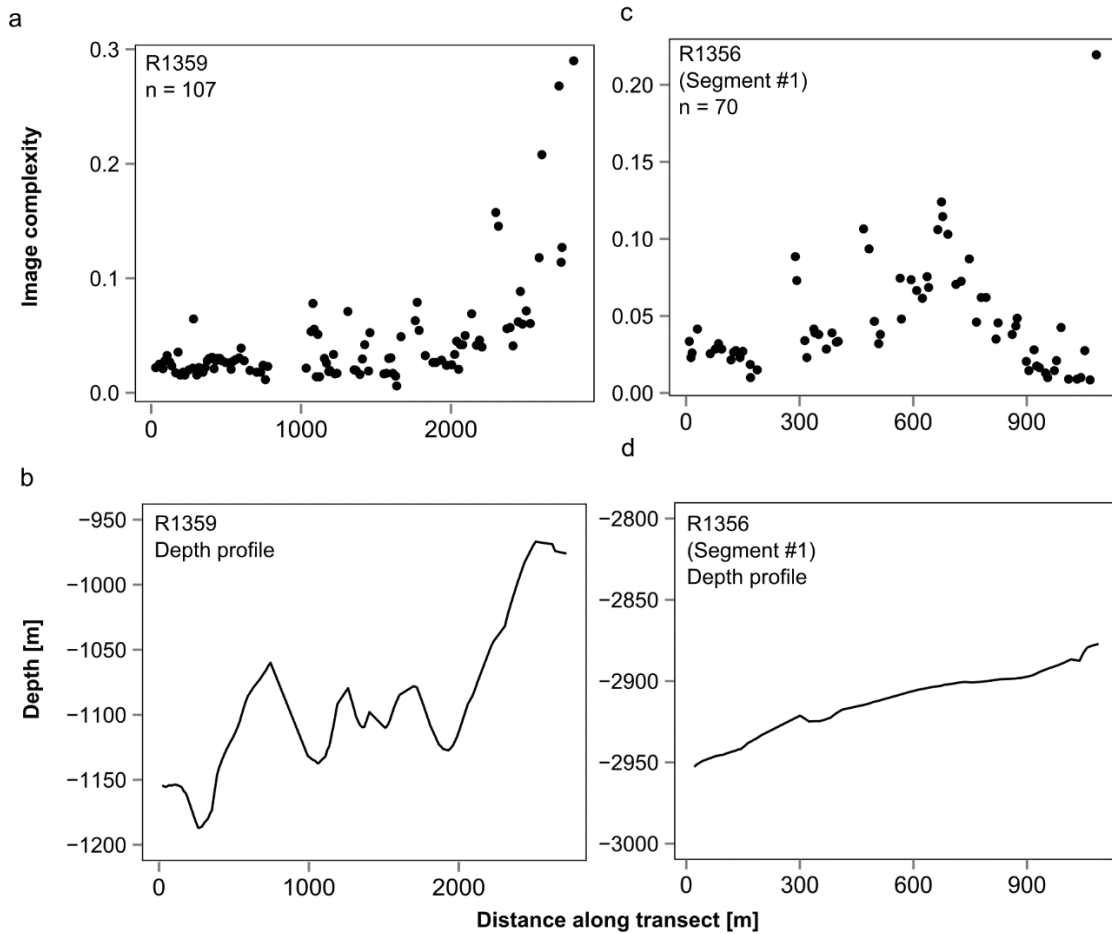 a
R1359
n = 107
0.3
0.2
0.1
0.0
0
1000
2000
Image complexity
c
R1356
(Segment #1)
n = 70
0.20
0.15
0.10
0.05
0.00
0
300
600
900
b
R1359
Depth profile
−950
−1000
−1050
−1100
−1150
−1200
0
1000
2000
Depth [m]
d
R1356
(Segment #1)
Depth profile
−2800
−2850
−2900
−2950
−3000
0
300
600
900
Distance along transect [m]